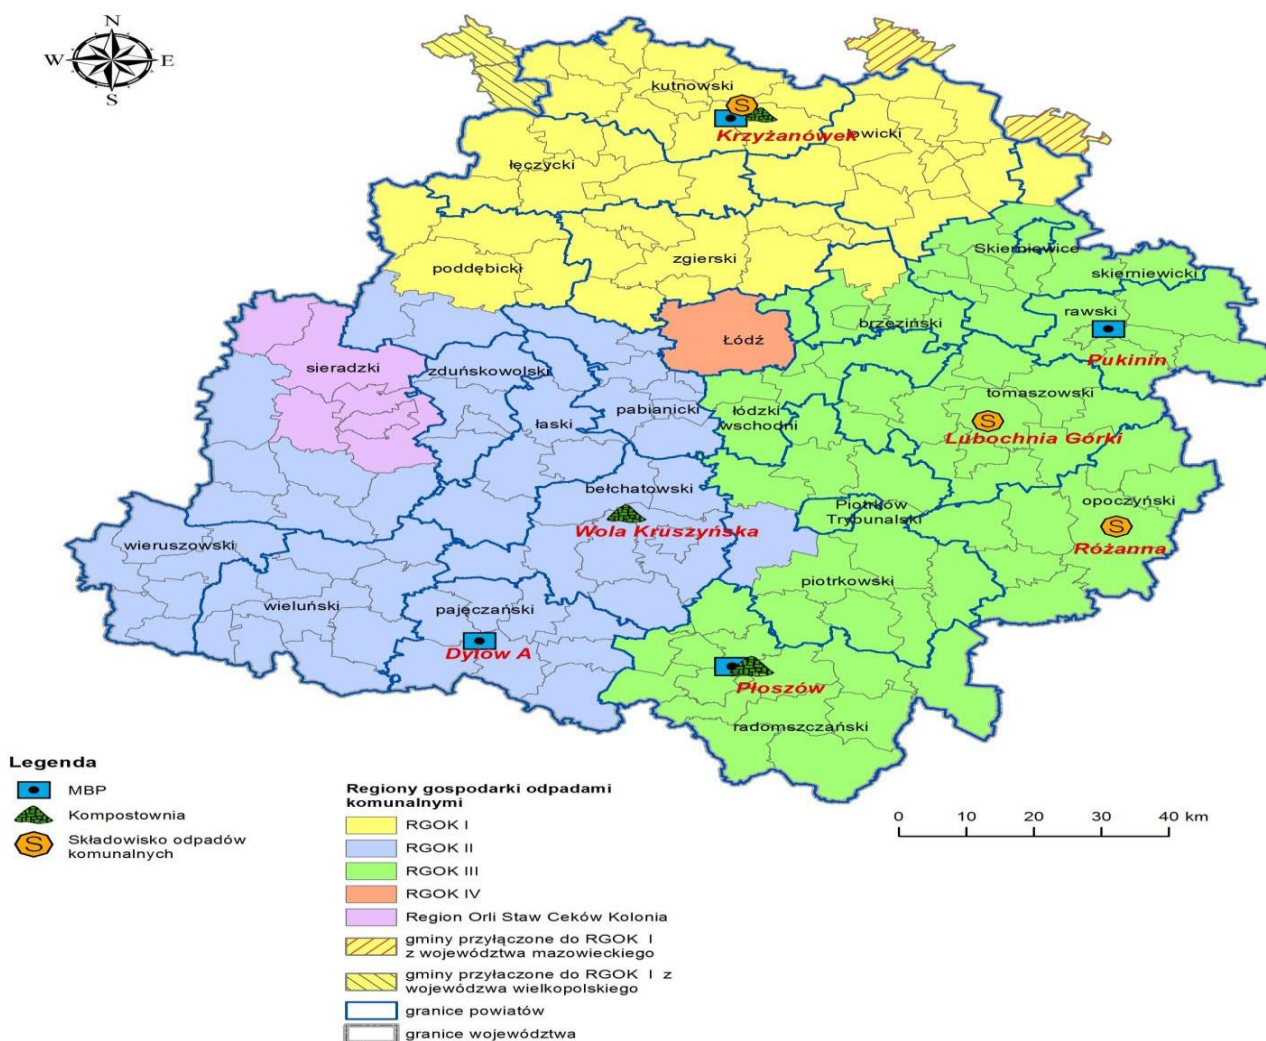 N
W E
S
kutnowski
S
Krzyżanówek
łowicki
łęczycki
zgierski
poddębicki
Skierniewice
skierniewicki
rawski
brzeziński
Łódź
Pukinin
sieradzki
zduńskowolski
tomaszowski
łaski
pabianicki
łódzki
wschodni
S
Lubochnia Górki
bełchatowski
opoczyński
Piotrków
Trybunalski
S
Wola Kruszyńska
Różanna
wieruszowski
piotrkowski
wieluński
pajęczański
Dylów A
Płoszów
radomszczański
Legenda
MBP
Kompostownia
S
Składowisko odpadów
komunalnych
Regiony gospodarki odpadami
komunalnymi
RGOK I
RGOK II
RGOK III
RGOK IV
Region Orli Staw Ceków Kolonia
gminy przyłączone do RGOK I
z województwa mazowieckiego
gminy przyłaczone do RGOK I z
wojewódzwa wielkopolskiego
granice powiatów
granice województwa
0 10 20 30 40 km